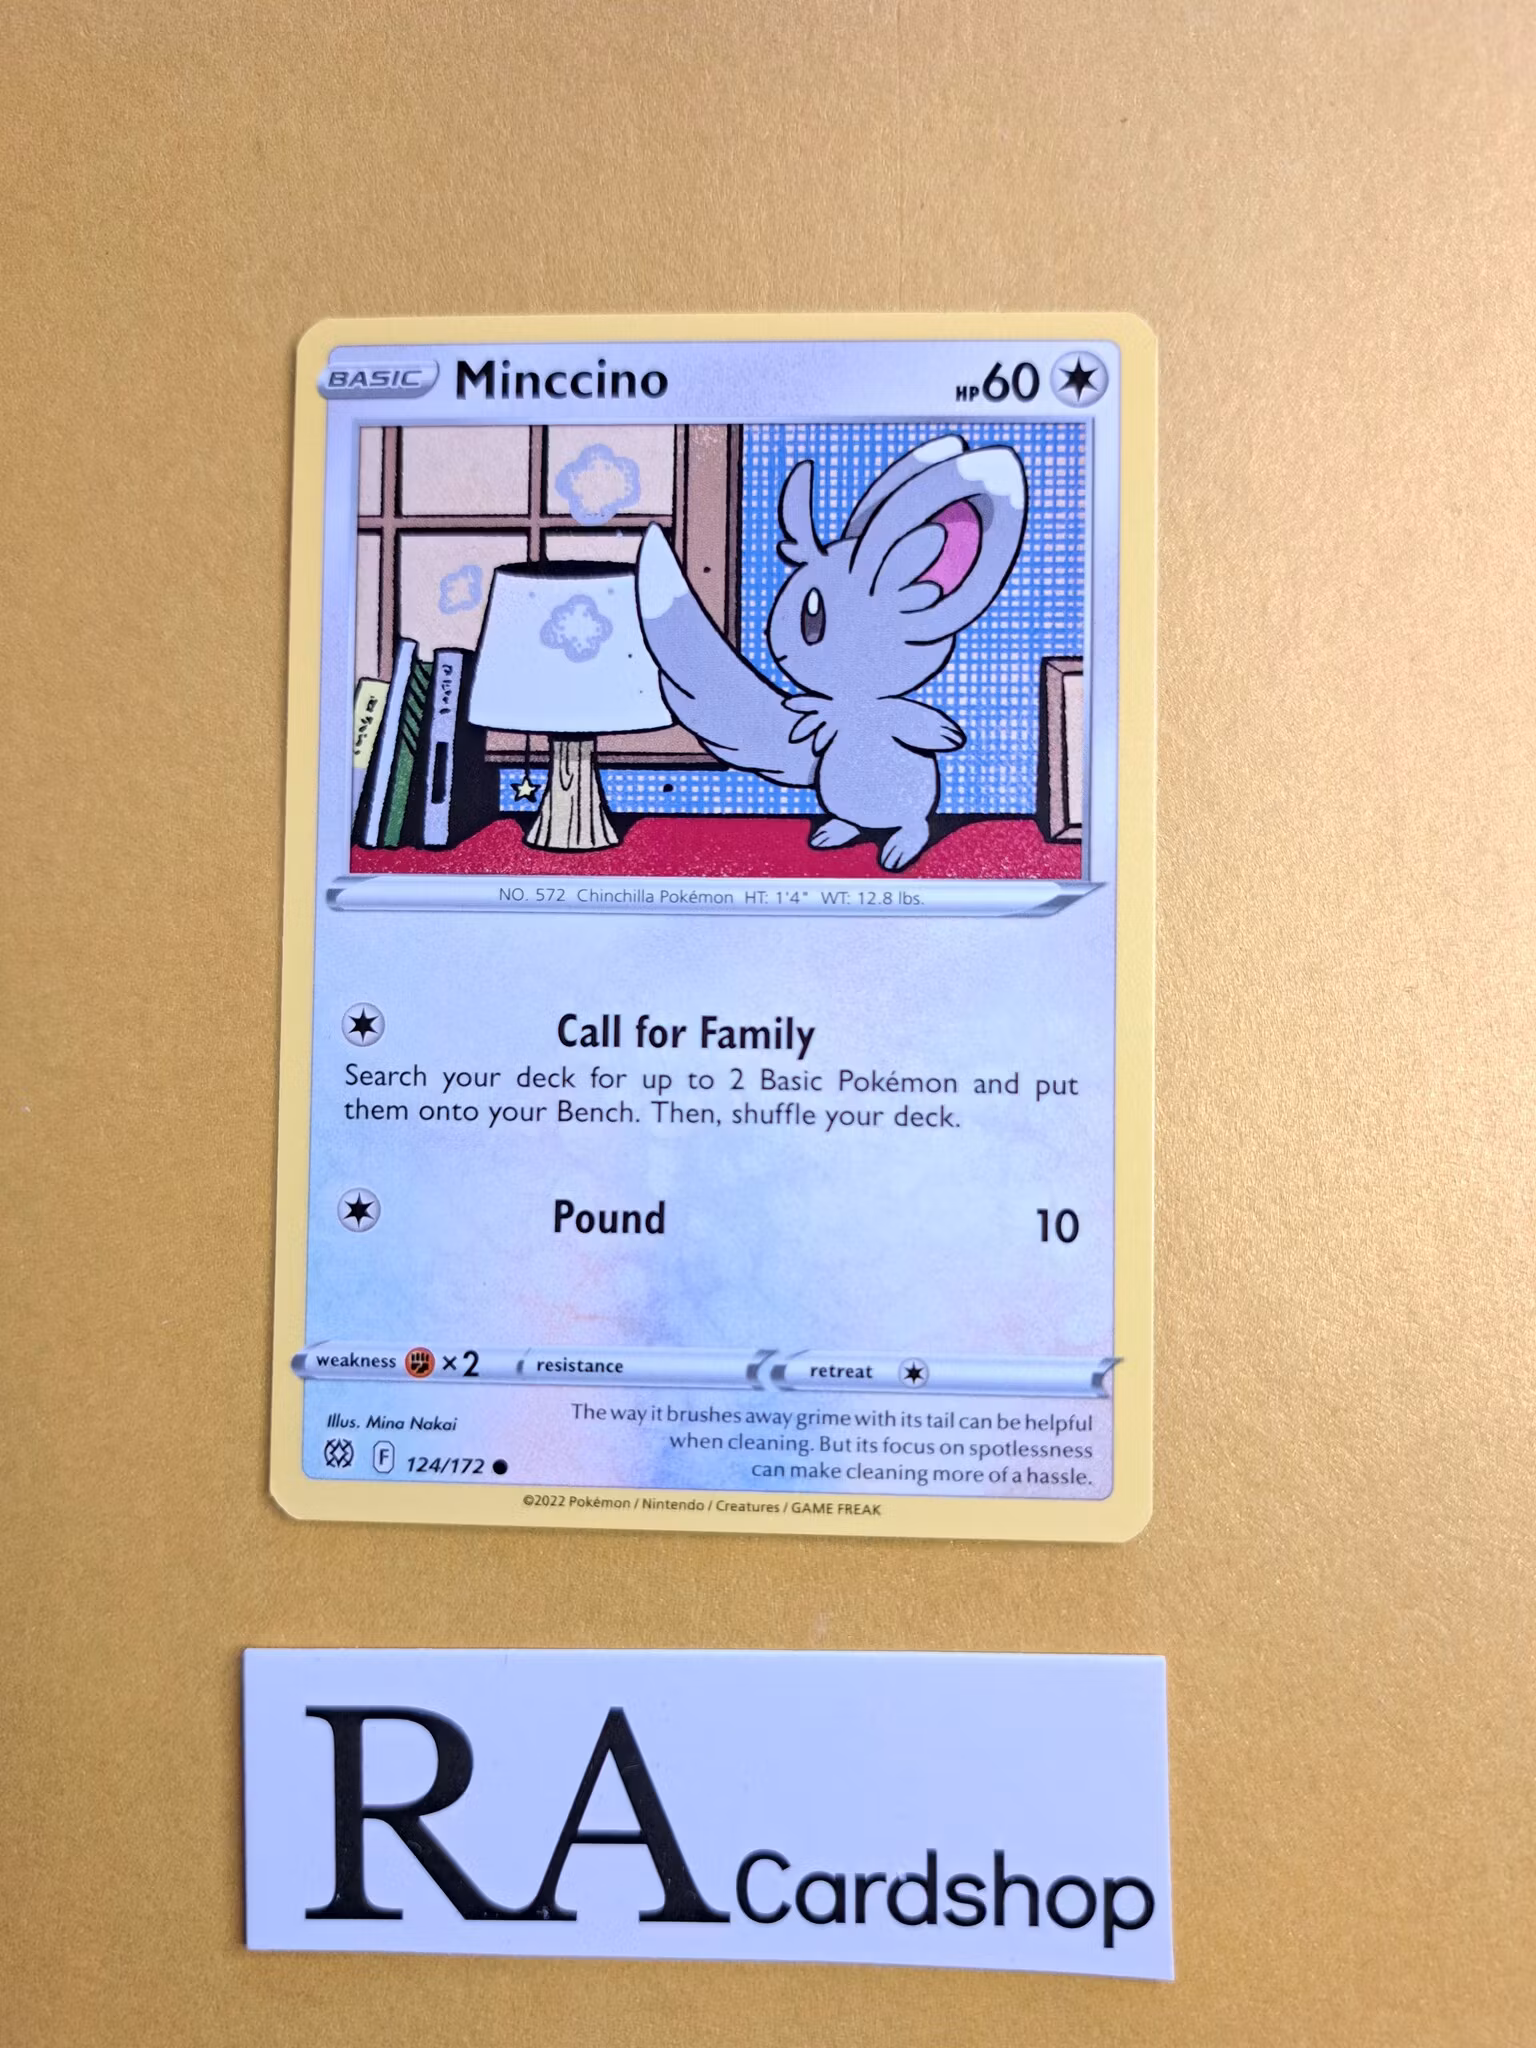 BASIC Minccino HP 60
NO. 572 Chinchilla Pokémon HT: 1'4" WT: 12.8 lbs.
Call for Family
Search your deck for up to 2 Basic Pokémon and put
them onto your Bench. Then, shuffle your deck.
Pound 10
weakness ×2 resistance retreat
Illus. Mina Nakai
The way it brushes away grime with its tail can be helpful
when cleaning. But its focus on spotlessness
can make cleaning more of a hassle.
F 124/172
©2022 Pokémon / Nintendo / Creatures / GAME FREAK
RA Cardshop